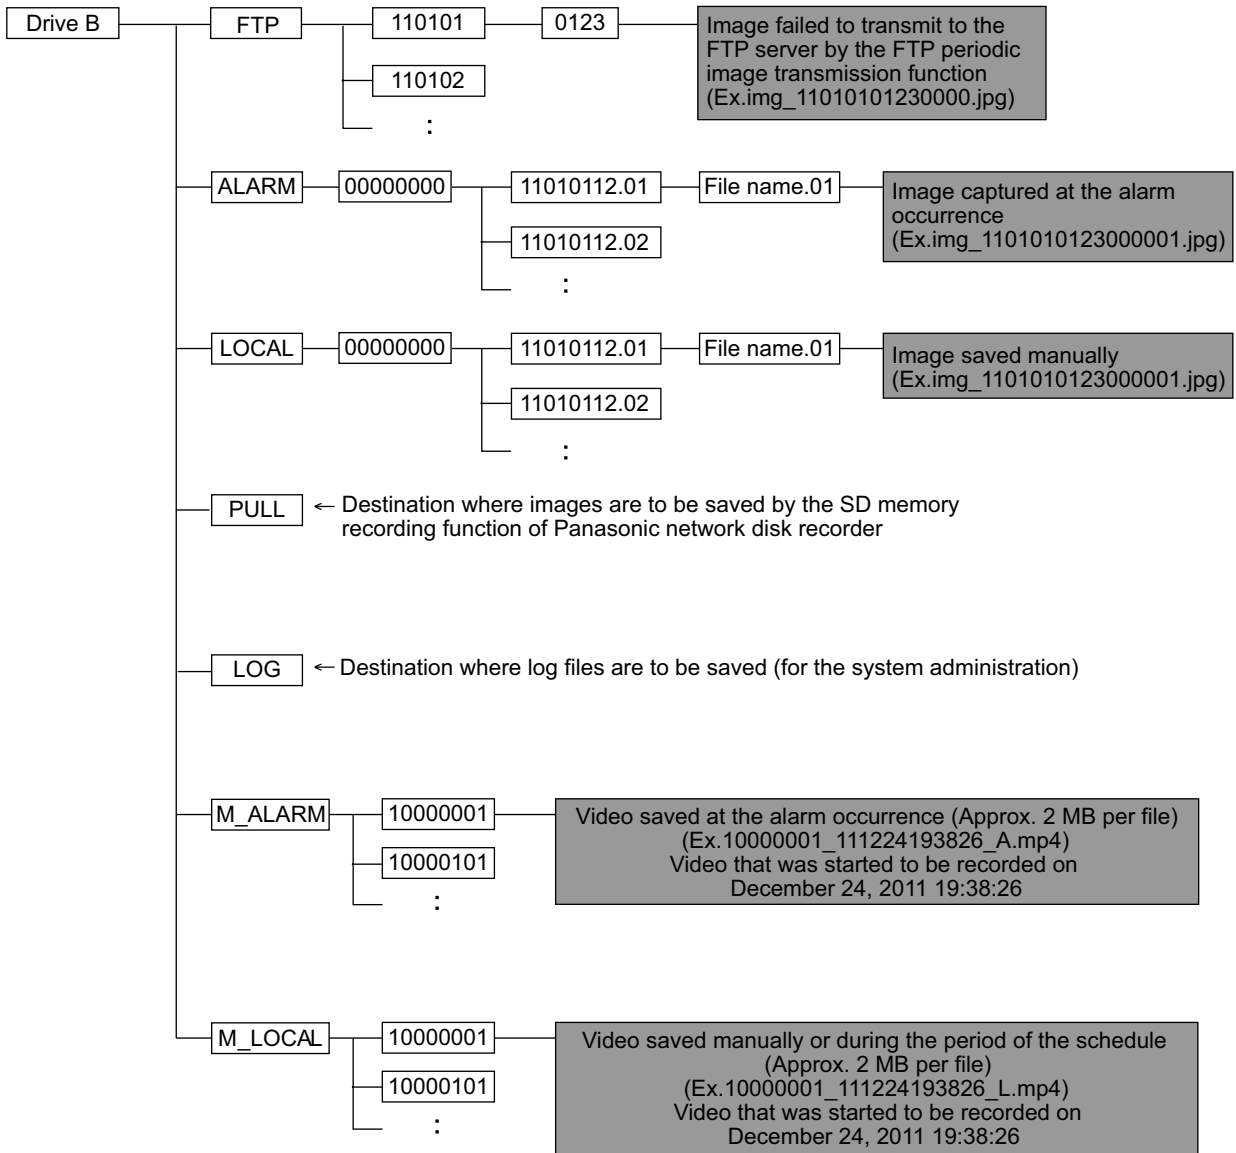 Drive B
FTP
110101
0123
Image failed to transmit to the
FTP server by the FTP periodic
image transmission function
(Ex.img_11010101230000.jpg)
110102
:
ALARM
00000000
11010112.01
File name.01
Image captured at the alarm
occurrence
(Ex.img_1101010123000001.jpg)
11010112.02
:
LOCAL
00000000
11010112.01
File name.01
Image saved manually
(Ex.img_1101010123000001.jpg)
11010112.02
:
PULL
← Destination where images are to be saved by the SD memory
recording function of Panasonic network disk recorder
LOG
← Destination where log files are to be saved (for the system administration)
M_ALARM
10000001
Video saved at the alarm occurrence (Approx. 2 MB per file)
(Ex.10000001_111224193826_A.mp4)
Video that was started to be recorded on
December 24, 2011 19:38:26
10000101
:
M_LOCAL
10000001
Video saved manually or during the period of the schedule
(Approx. 2 MB per file)
(Ex.10000001_111224193826_L.mp4)
Video that was started to be recorded on
December 24, 2011 19:38:26
10000101
: